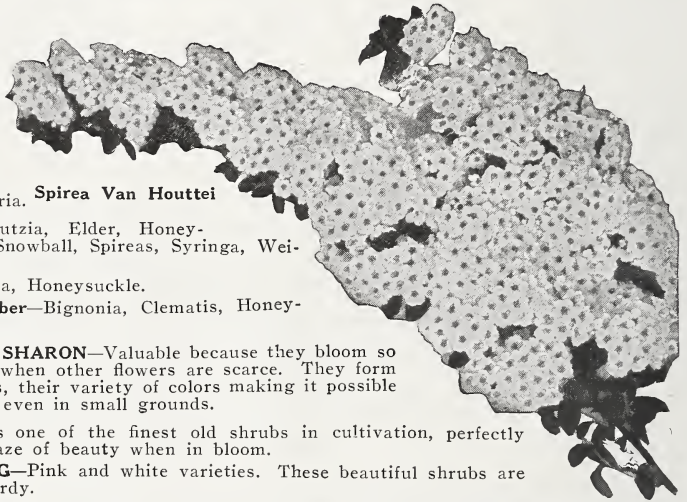 ria. Spirea Van Houttei
utzia, Elder, Honey-
Snowball, Spireas, Syringa, Wei-
a, Honeysuckle.
ber—Bignonia, Clematis, Honey-
SHARON—Valuable because they bloom so
when other flowers are scarce. They form
s, their variety of colors making it possible
even in small grounds.
s one of the finest old shrubs in cultivation, perfectly
aze of beauty when in bloom.
G—Pink and white varieties. These beautiful shrubs are
rdy.